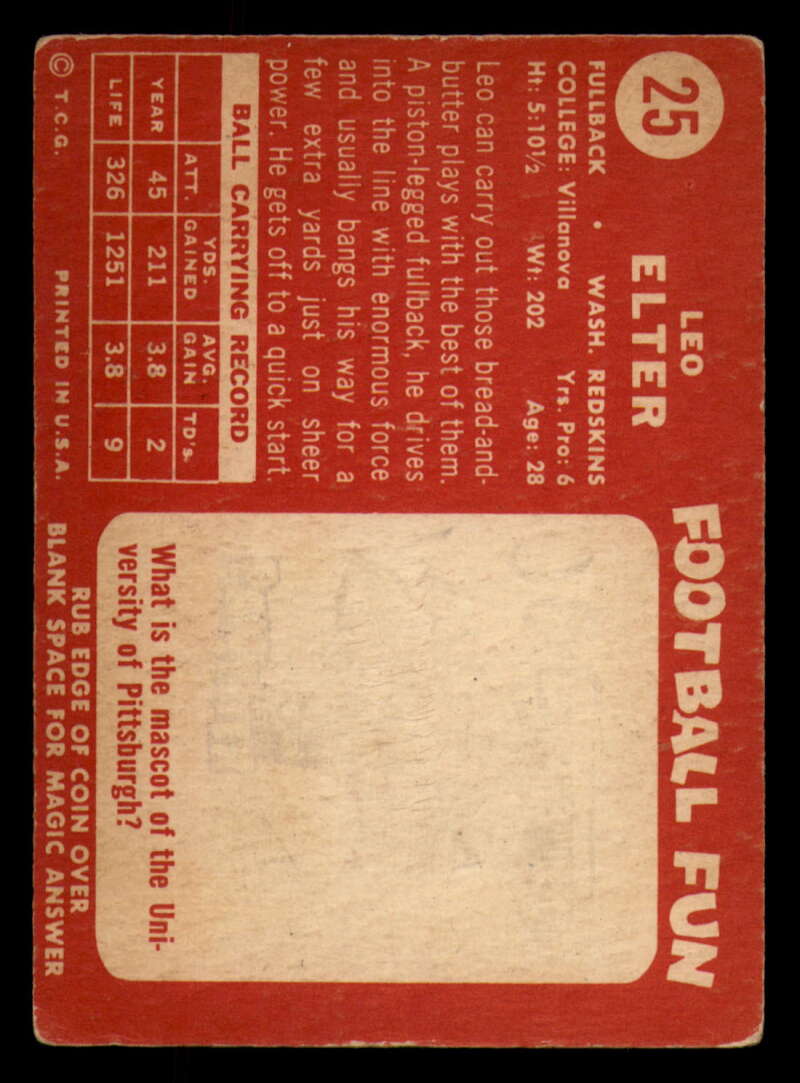 25
LEO
ELTER
FULLBACK • WASH. REDSKINS
COLLEGE: Villanova Yrs. Pro: 6
Ht: 5:10½ Wt: 202 Age: 28
Leo can carry out those bread-and-
butter plays with the best of them.
A piston-legged fullback, he drives
into the line with enormous force
and usually bangs his way for a
few extra yards just on sheer
power. He gets off to a quick start.
BALL CARRYING RECORD
ATT. YDS. GAINED AVG. GAIN TD's.
YEAR 45 211 3.8 2
LIFE 326 1251 3.8 9
© T.C.G. PRINTED IN U.S.A.
FOOTBALL FUN
What is the mascot of the Uni-
versity of Pittsburgh?
RUB EDGE OF COIN OVER
BLANK SPACE FOR MAGIC ANSWER